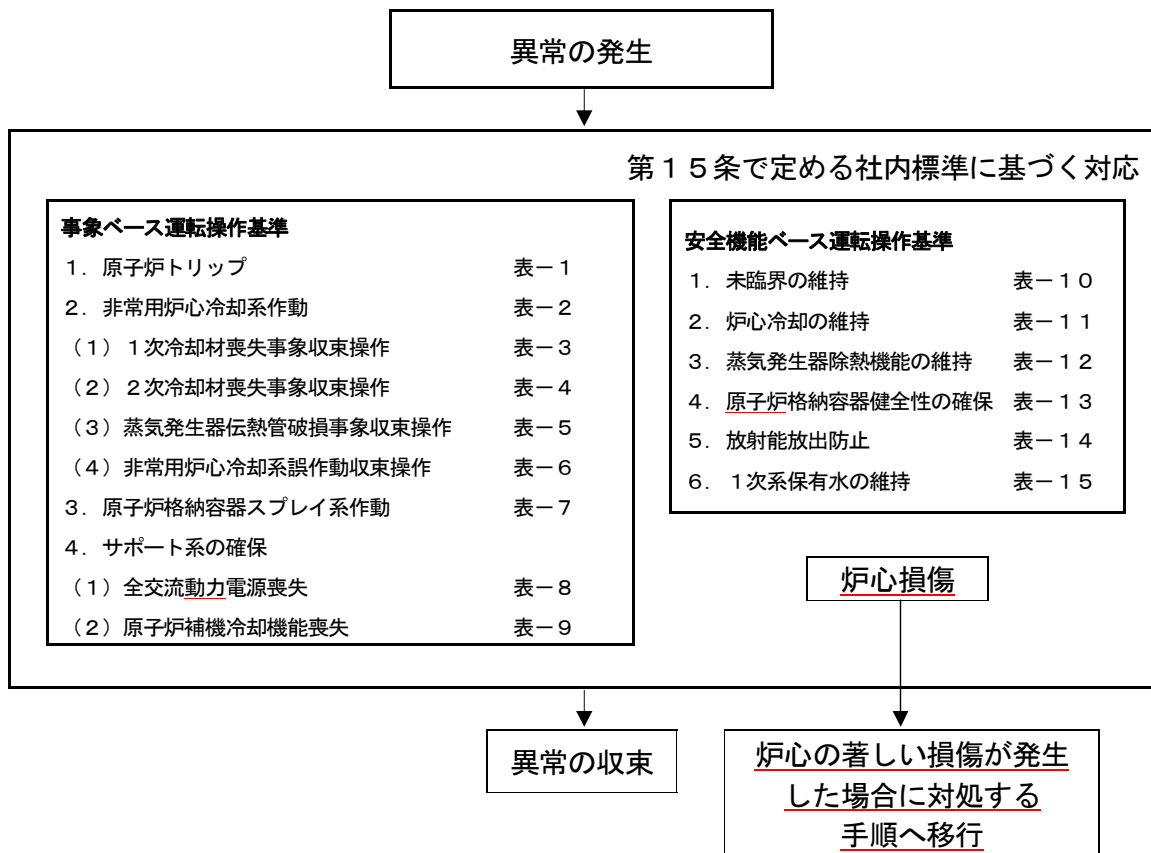 異常の発生
第１５条で定める社内標準に基づく対応
事象ベース運転操作基準
１．原子炉トリップ 表－１
２．非常用炉心冷却系作動 表－２
（１）１次冷却材喪失事象収束操作 表－３
（２）２次冷却材喪失事象収束操作 表－４
（３）蒸気発生器伝熱管破損事象収束操作 表－５
（４）非常用炉心冷却系誤作動収束操作 表－６
３．原子炉格納容器スプレイ系作動 表－７
４．サポート系の確保
（１）全交流動力電源喪失 表－８
（２）原子炉補機冷却機能喪失 表－９
安全機能ベース運転操作基準
１．未臨界の維持 表－１０
２．炉心冷却の維持 表－１１
３．蒸気発生器除熱機能の維持 表－１２
４．原子炉格納容器健全性の確保 表－１３
５．放射能放出防止 表－１４
６．１次系保有水の維持 表－１５
炉心損傷
異常の収束
炉心の著しい損傷が発生
した場合に対処する
手順へ移行